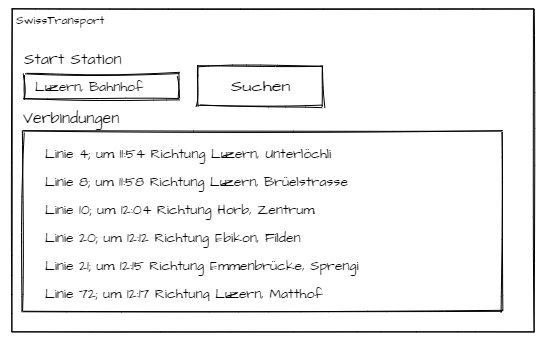 SwissTransport
Start Station
Luzern, Bahnhof
Suchen
Verbindungen
Linie 4; um 11:54 Richtung Luzern, Unterlöchli
Linie 8; um 11:58 Richtung Luzern, Brüelstrasse
Linie 10; um 12:04 Richtung Horb, Zentrum
Linie 20; um 12:12 Richtung Ebikon, Filden
Linie 21; um 12:15 Richtung Emmenbrücke, Sprengi
Linie 72; um 12:17 Richtung Luzern, Matthof